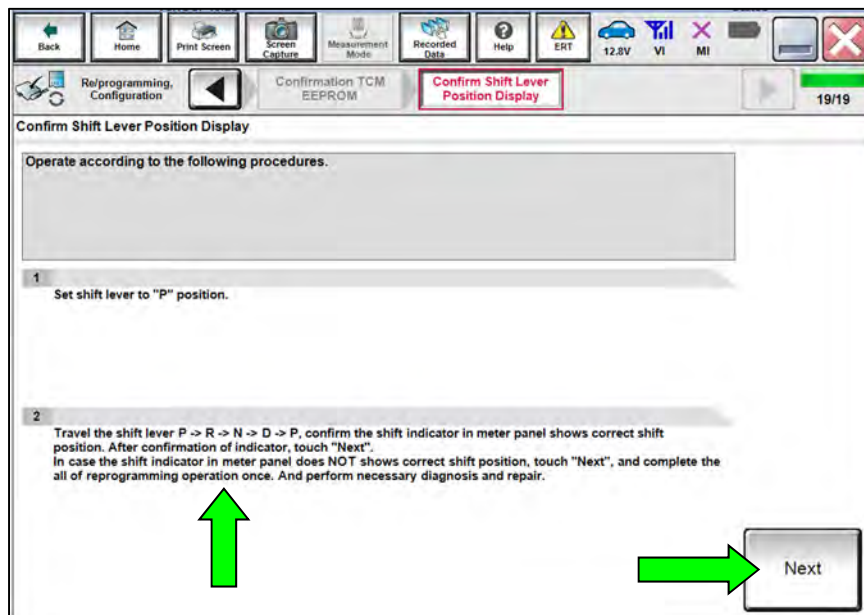 Back
Home
Print Screen
Screen
Capture
Measurement
Mode
Recorded
Data
Help
ERT
12.8V
VI
MI
Re/programming,
Configuration
Confirmation TCM
EEPROM
Confirm Shift Lever
Position Display
19/19
Confirm Shift Lever Position Display
Operate according to the following procedures.
1
Set shift lever to "P" position.
2
Travel the shift lever P -> R -> N -> D -> P, confirm the shift indicator in meter panel shows correct shift
position. After confirmation of indicator, touch "Next".
In case the shift indicator in meter panel does NOT shows correct shift position, touch "Next", and complete the
all of reprogramming operation once. And perform necessary diagnosis and repair.
Next